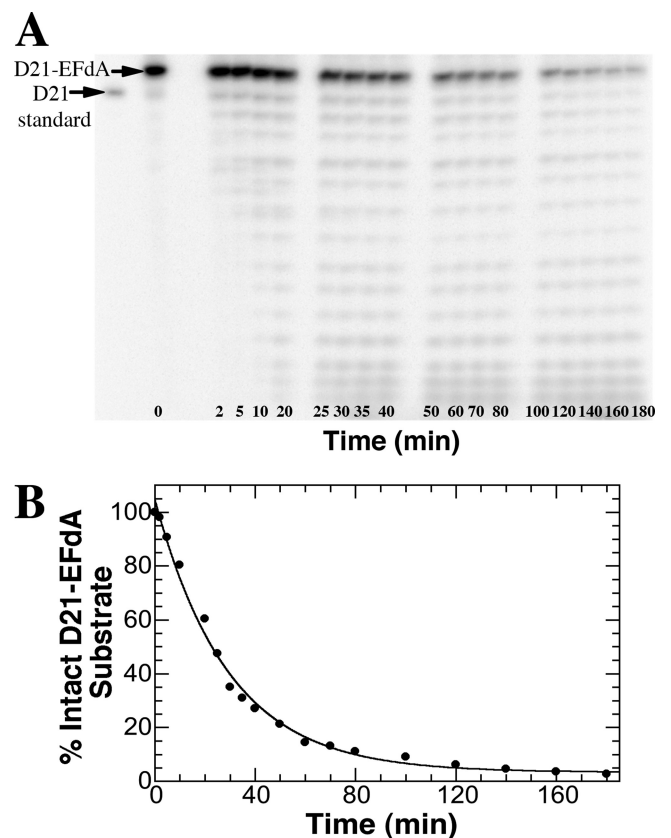 A
D21-EFdA
D21
standard
0 2 5 10 20 25 30 35 40 50 60 70 80 100 120 140 160 180
Time (min)
B
% Intact D21-EFdA
Substrate
100
80
60
40
20
0
0 40 80 120 160
Time (min)